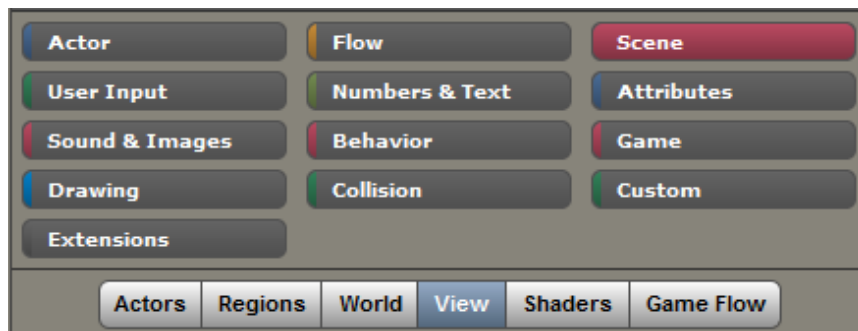 Actor Flow Scene
User Input Numbers & Text Attributes
Sound & Images Behavior Game
Drawing Collision Custom
Extensions
Actors Regions World View Shaders Game Flow